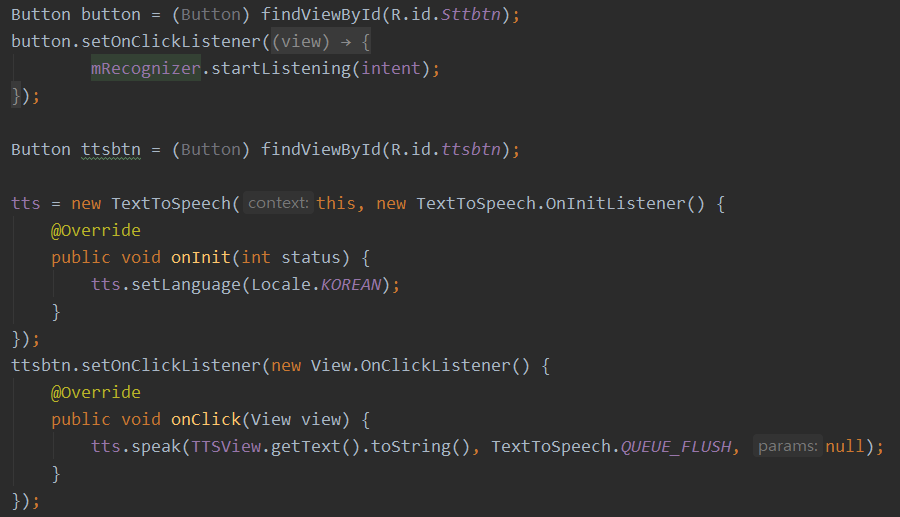 Button button = (Button) findViewById(R.id.Sttbtn);
button.setOnClickListener((view) → {
mRecognizer.startListening(intent);
});
Button ttsbtn = (Button) findViewById(R.id.ttsbtn);
tts = new TextToSpeech( context: this, new TextToSpeech.OnInitListener() {
@Override
public void onInit(int status) {
tts.setLanguage(Locale.KOREAN);
}
});
ttsbtn.setOnClickListener(new View.OnClickListener() {
@Override
public void onClick(View view) {
tts.speak(TTSView.getText().toString(), TextToSpeech.QUEUE_FLUSH, params: null);
}
});